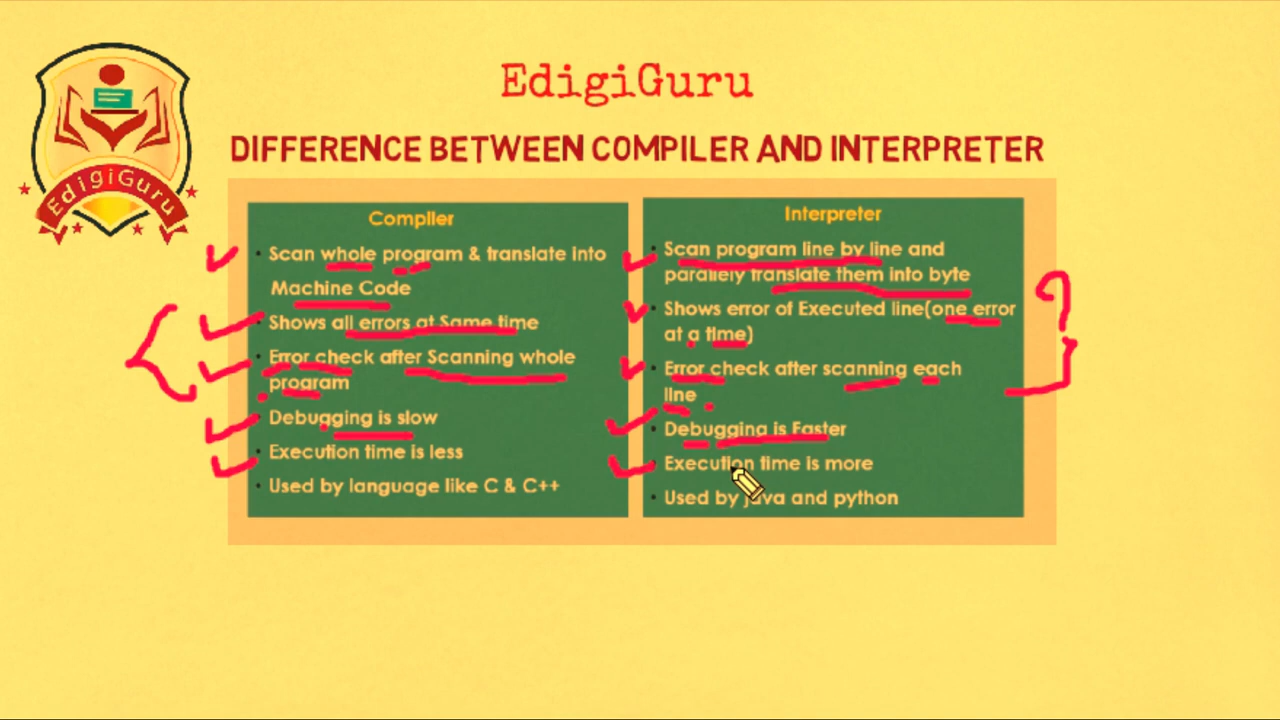 EdigiGuru
EdigiGuru
DIFFERENCE BETWEEN COMPILER AND INTERPRETER
Compiler
• Scan whole program & translate into
Machine Code
• Shows all errors at Same time
• Error check after Scanning whole
program
• Debugging is slow
• Execution time is less
• Used by language like C & C++
Interpreter
• Scan program line by line and
parallely translate them into byte
• Shows error of Executed line(one error
at a time)
• Error check after scanning each
line
• Debugging is Faster
• Execution time is more
• Used by java and python